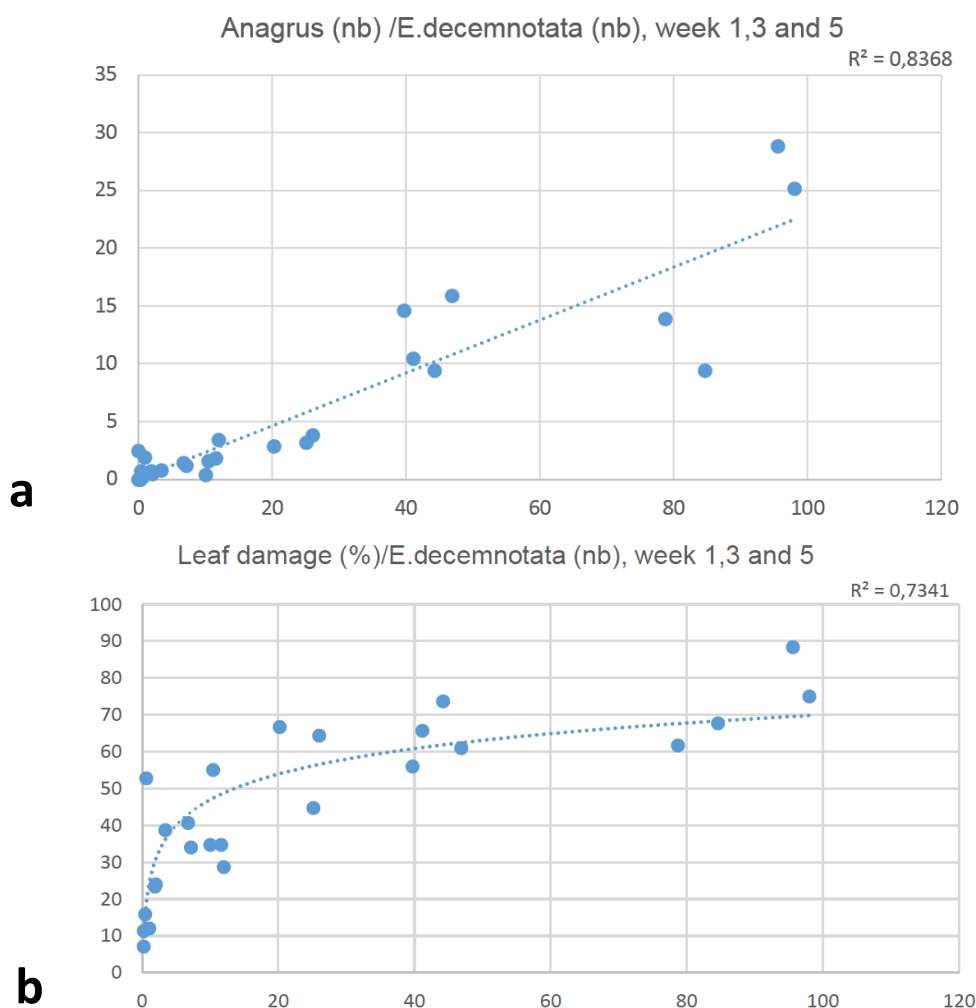 Anagrus (nb) /E.decemnotata (nb), week 1,3 and 5
R² = 0,8368
35
30
25
20
15
10
5
0
a
0 20 40 60 80 100 120
Leaf damage (%)/E.decemnotata (nb), week 1,3 and 5
R² = 0,7341
100
90
80
70
60
50
40
30
20
10
0
b
0 20 40 60 80 100 120